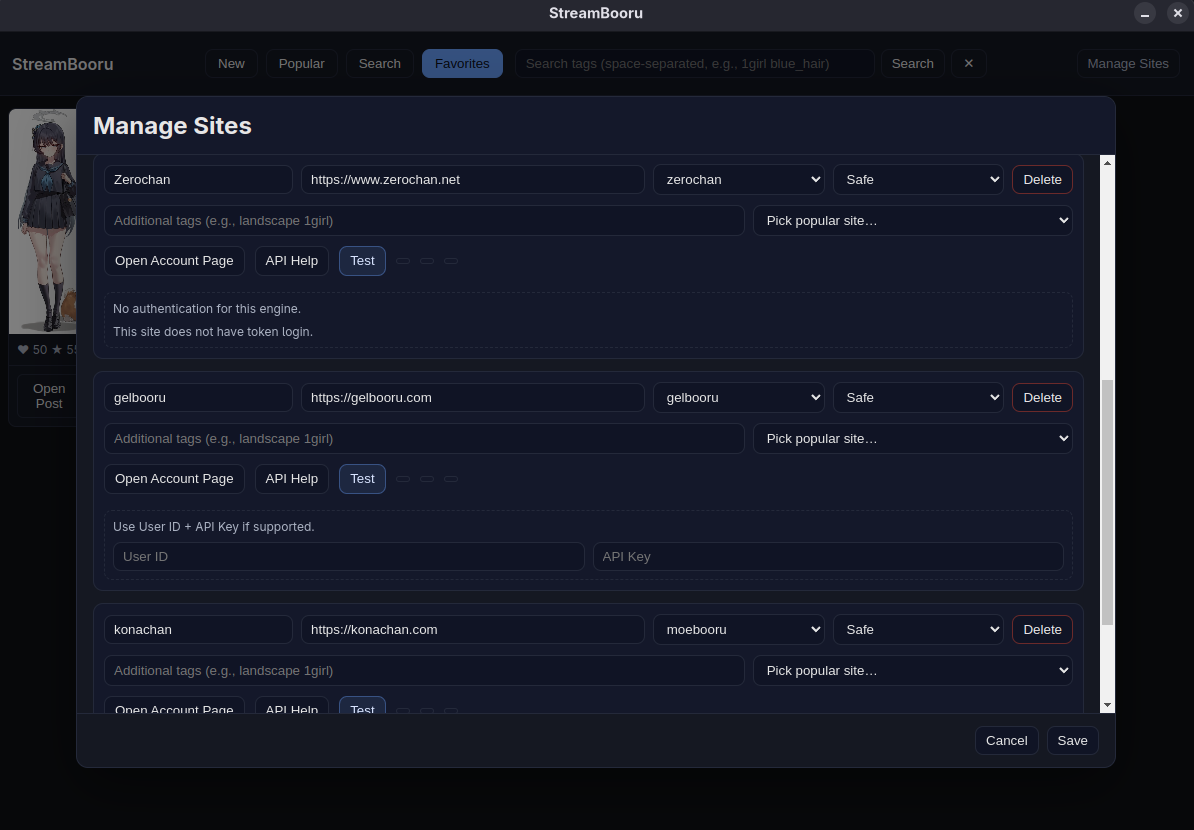 StreamBooru
StreamBooru
New
Popular
Search
Favorites
Search tags (space-separated, e.g., 1girl blue_hair)
Search
✕
Manage Sites
Manage Sites
Zerochan
https://www.zerochan.net
zerochan
Safe
Delete
Additional tags (e.g., landscape 1girl)
Pick popular site…
Open Account Page
API Help
Test
No authentication for this engine.
This site does not have token login.
gelbooru
https://gelbooru.com
gelbooru
Safe
Delete
Additional tags (e.g., landscape 1girl)
Pick popular site…
Open Account Page
API Help
Test
Use User ID + API Key if supported.
User ID
API Key
konachan
https://konachan.com
moebooru
Safe
Delete
Additional tags (e.g., landscape 1girl)
Pick popular site…
Open Account Page
API Help
Test
Cancel
Save
♥ 50 ★
Open
Post